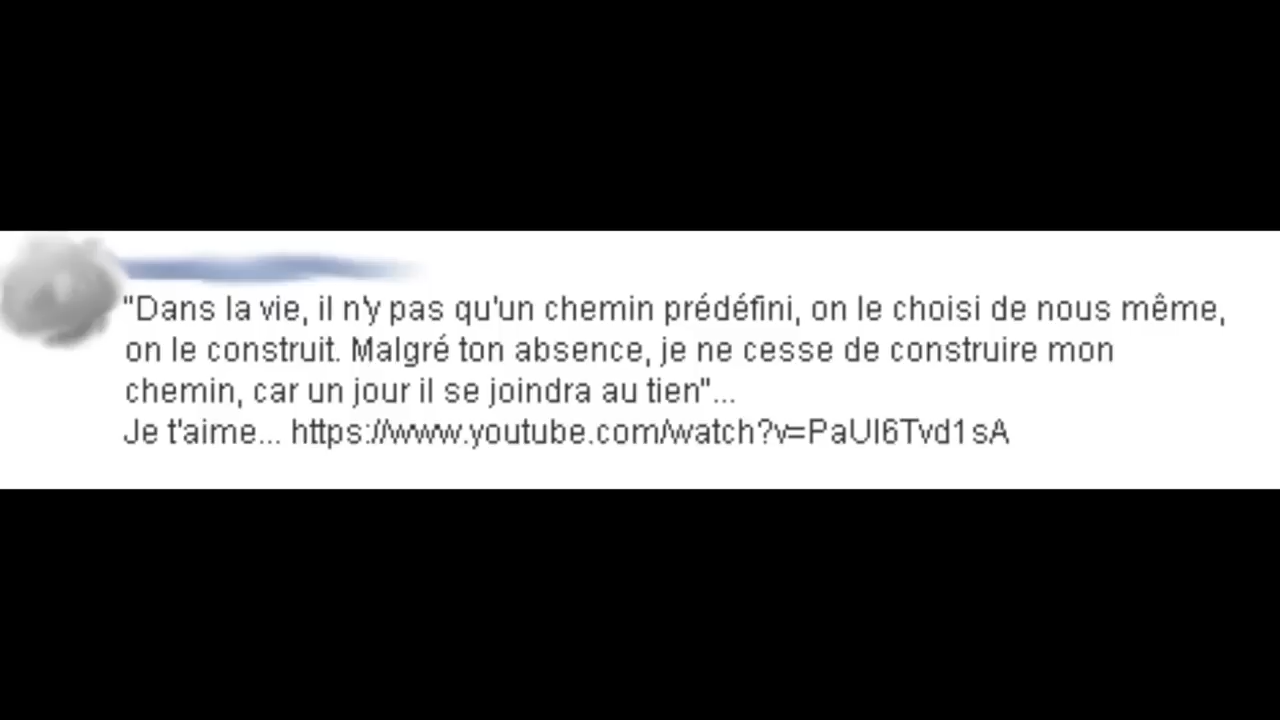 "Dans la vie, il n'y pas qu'un chemin prédéfini, on le choisi de nous même,
on le construit. Malgré ton absence, je ne cesse de construire mon
chemin, car un jour il se joindra au tien"...
Je t'aime... https://www.youtube.com/watch?v=PaUI6Tvd1sA